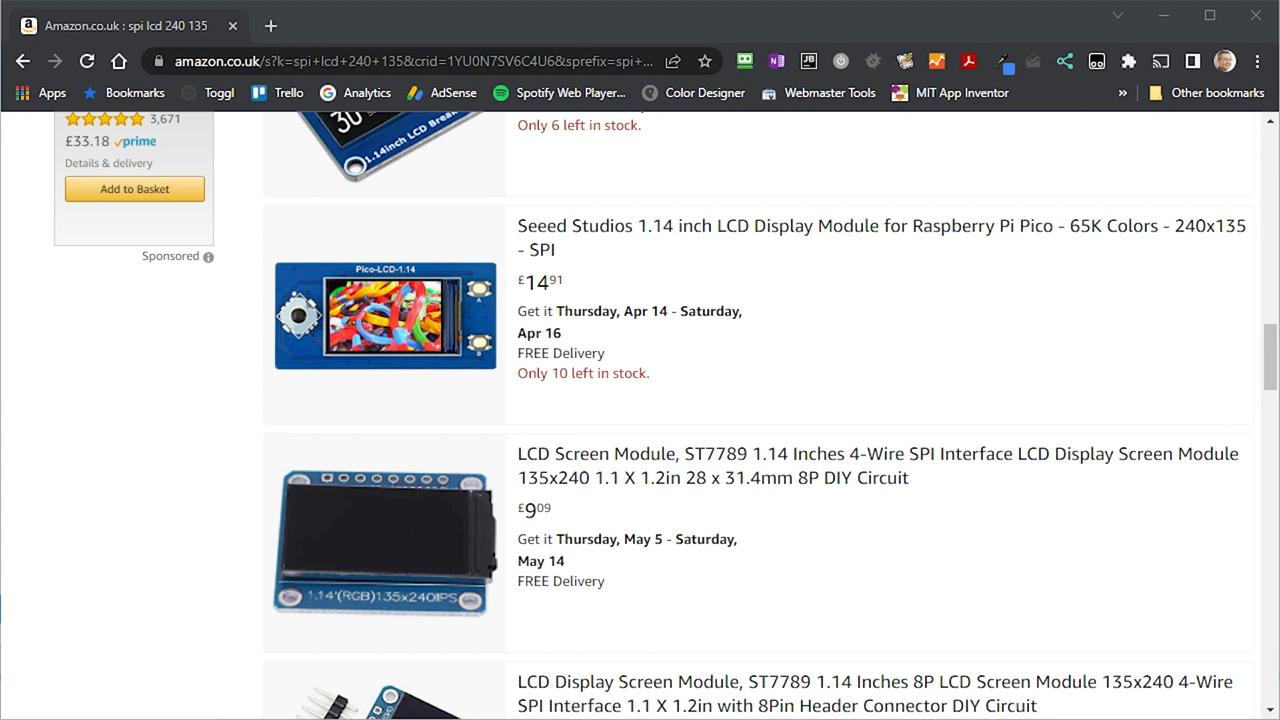 Amazon.co.uk : spi lcd 240 135
amazon.co.uk/s?k=spi+lcd+240+135&crid=1YU0N7SV6C4U6&sprefix=spi+...
Apps
Bookmarks
Toggl
Trello
Analytics
AdSense
Spotify Web Player...
Color Designer
Webmaster Tools
MIT App Inventor
»
Other bookmarks
3,671
£33.18 prime
Details & delivery
Add to Basket
Sponsored
30
1.14inch LCD Break
Only 6 left in stock.
Pico-LCD-1.14
A
B
Seeed Studios 1.14 inch LCD Display Module for Raspberry Pi Pico - 65K Colors - 240x135
- SPI
£14.91
Get it Thursday, Apr 14 - Saturday,
Apr 16
FREE Delivery
Only 10 left in stock.
1.14'(RGB)135x240IPS
LCD Screen Module, ST7789 1.14 Inches 4-Wire SPI Interface LCD Display Screen Module
135x240 1.1 X 1.2in 28 x 31.4mm 8P DIY Circuit
£9.09
Get it Thursday, May 5 - Saturday,
May 14
FREE Delivery
LCD Display Screen Module, ST7789 1.14 Inches 8P LCD Screen Module 135x240 4-Wire
SPI Interface 1.1 X 1.2in with 8Pin Header Connector DIY Circuit